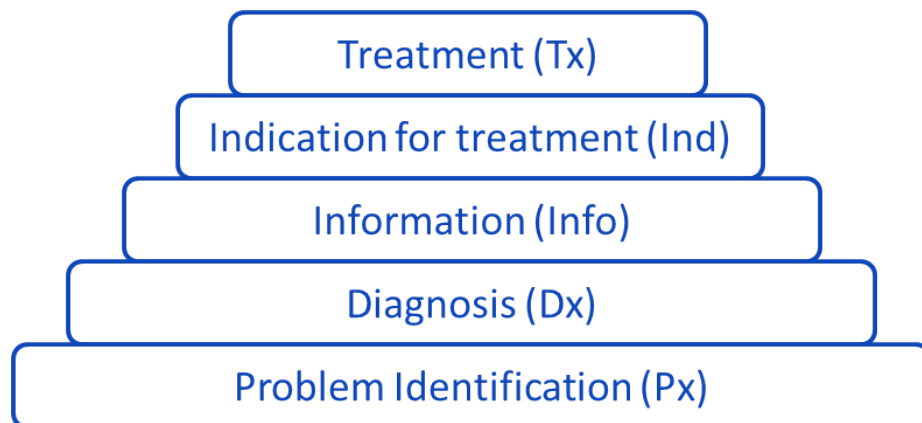 Treatment (Tx)
Indication for treatment (Ind)
Information (Info)
Diagnosis (Dx)
Problem Identification (Px)